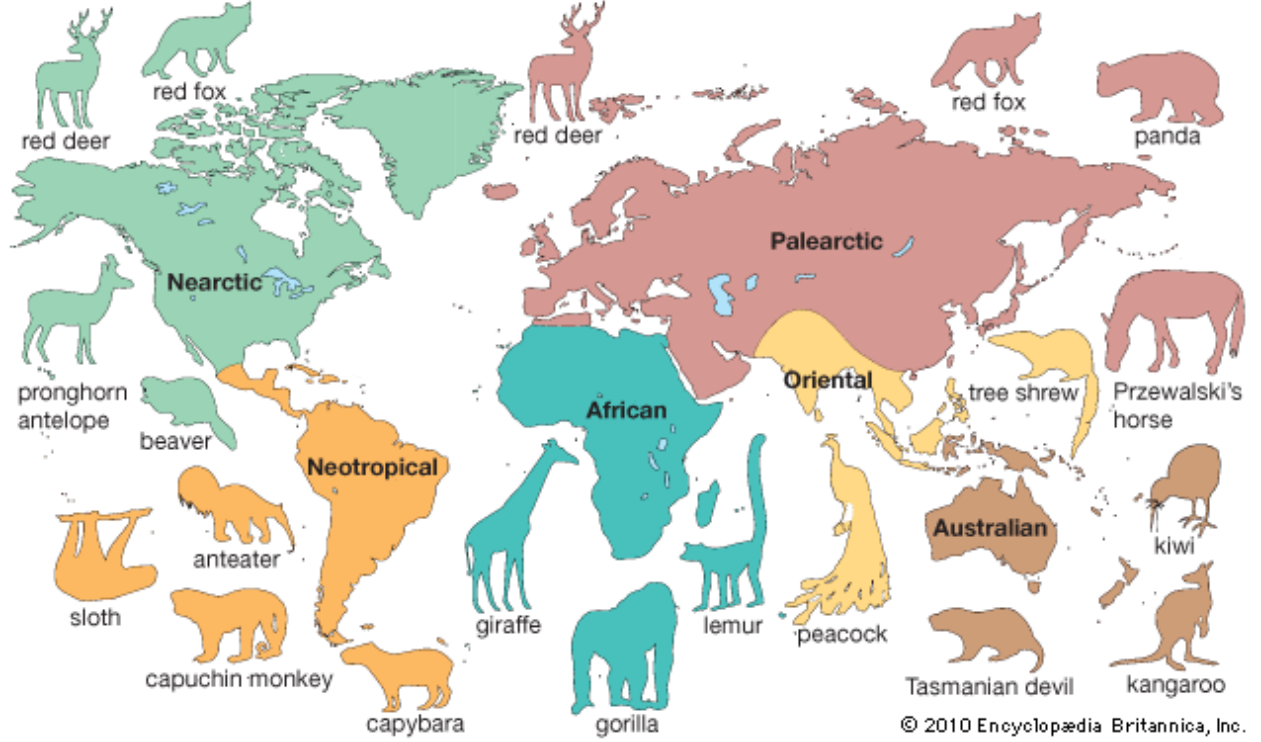 red deer
red fox
red deer
red fox
panda
Nearctic
Palearctic
pronghorn
antelope
beaver
African
Oriental
tree shrew
Przewalski's
horse
Neotropical
Australian
sloth
anteater
capuchin monkey
capybara
giraffe
gorilla
lemur
peacock
kiwi
Tasmanian devil
kangaroo
© 2010 Encyclopædia Britannica, Inc.